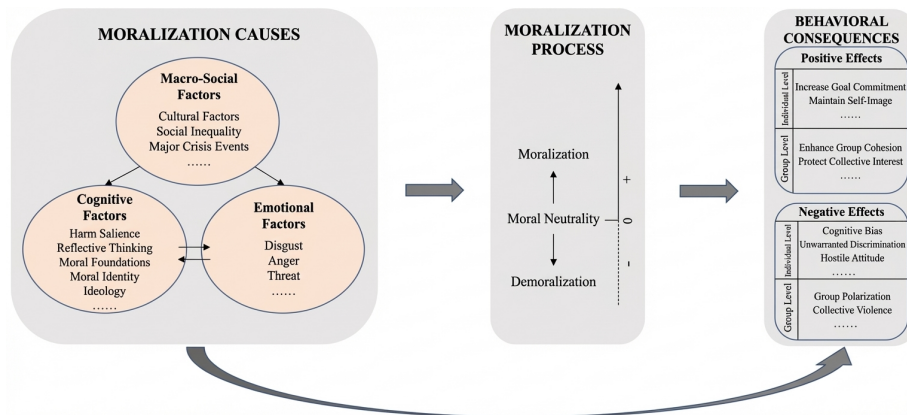 MORALIZATION CAUSES
Macro-Social
Factors
Cultural Factors
Social Inequality
Major Crisis Events
......
Cognitive
Factors
Harm Salience
Reflective Thinking
Moral Foundations
Moral Identity
Ideology
......
Emotional
Factors
Disgust
Anger
Threat
......
MORALIZATION
PROCESS
Moralization
Moral Neutrality
Demoralization
+
0
-
BEHAVIORAL
CONSEQUENCES
Positive Effects
Individual Level
Increase Goal Commitment
Maintain Self-Image
......
Group Level
Enhance Group Cohesion
Protect Collective Interest
......
Negative Effects
Individual Level
Cognitive Bias
Unwarranted Discrimination
Hostile Attitude
......
Group Level
Group Polarization
Collective Violence
......